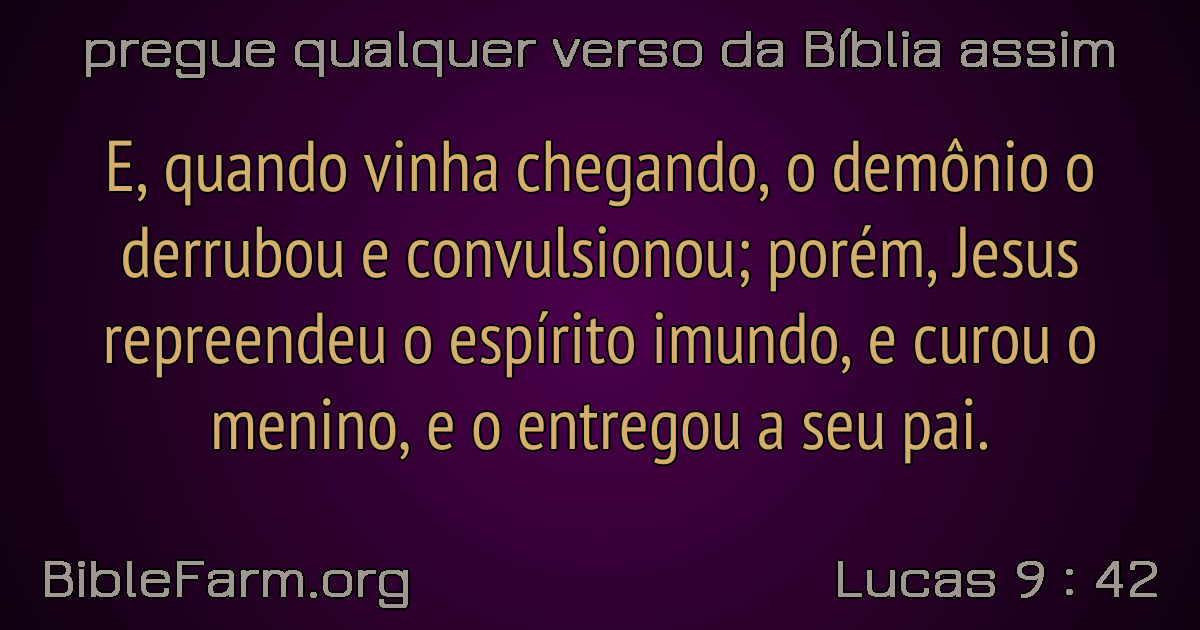 pregue qualquer verso da Bíblia assim
E, quando vinha chegando, o demônio o
derrubou e convulsionou; porém, Jesus
repreendeu o espírito imundo, e curou o
menino, e o entregou a seu pai.
BibleFarm.org
Lucas 9 : 42